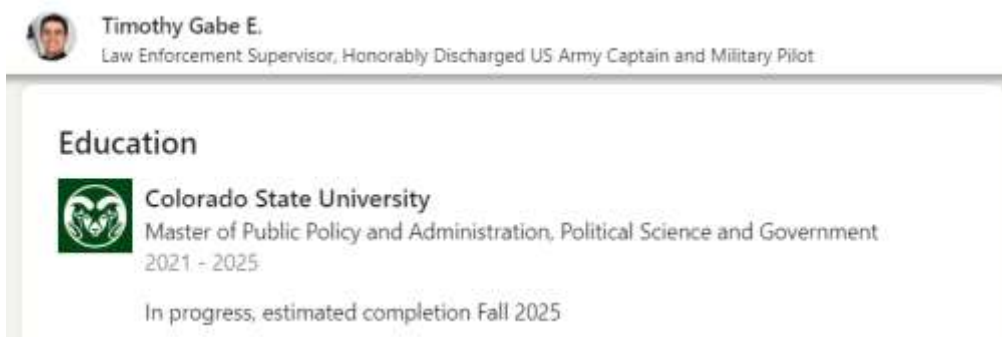 Timothy Gabe E.
Law Enforcement Supervisor, Honorably Discharged US Army Captain and Military Pilot
Education
Colorado State University
Master of Public Policy and Administration, Political Science and Government
2021 - 2025
In progress, estimated completion Fall 2025